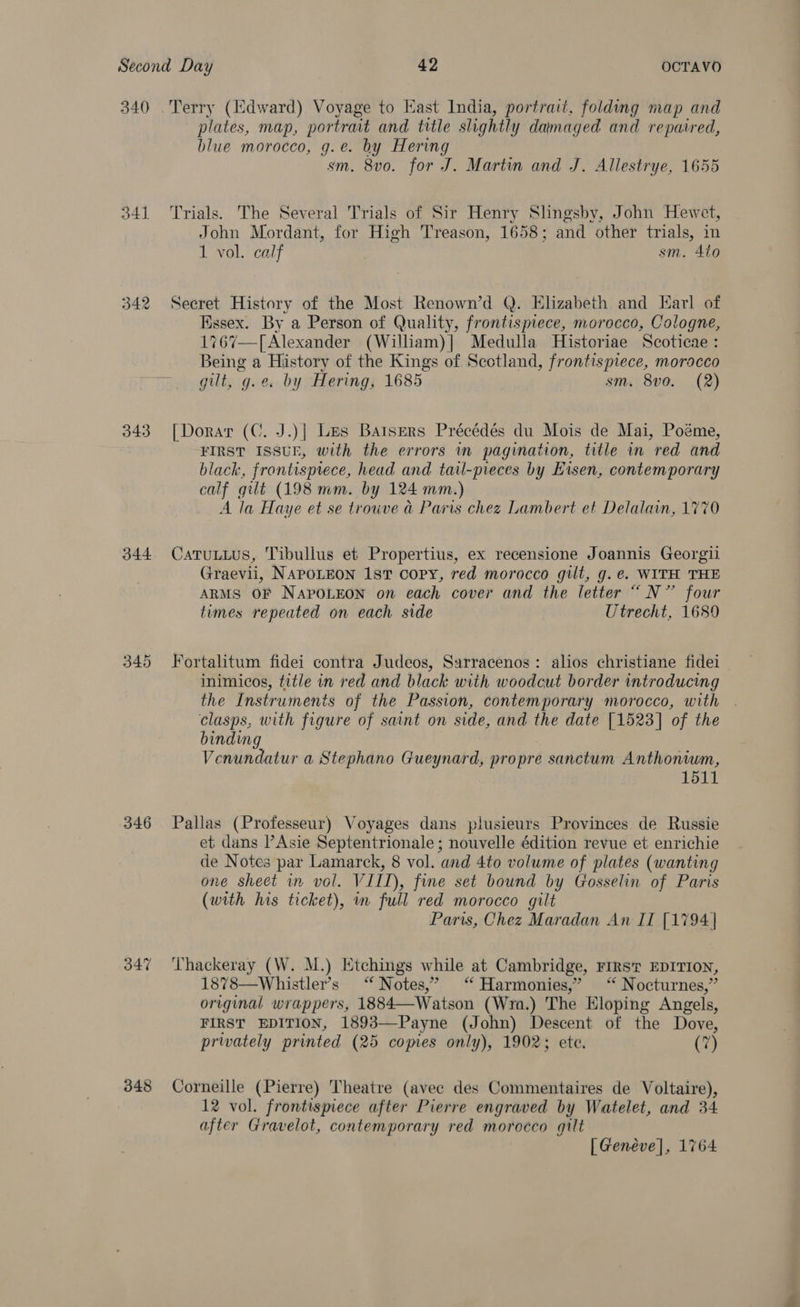 Second Day 42 OCTAVO
340 Terry (Edward) Voyage to East India, portrait, folding map and
plates, map, portrait and title slightly damaged and repaired,
blue morocco, g.e. by Hering
sm. 8vo. for J. Martin and J. Allestrye, 1655
341 Trials. The Several Trials of Sir Henry Slingsby, John Hewet,
John Mordant, for High Treason, 1658; and other trials, in
1 vol. calf sm. 4to
342 Secret History of the Most Renown'd Q. Elizabeth and Earl of
Essex. By a Person of Quality, frontispiece, morocco, Cologne,
1767—[Alexander (William)] Medulla Historiae Scoticae:
Being a History of the Kings of Scotland, frontispiece, morocco
gilt, g.e. by Hering, 1685 sm. 8vo. (2)
343 [DORAT (C. J.)] LES BAISERS Précédés du Mois de Mai, Poéme,
FIRST ISSUE, with the errors in pagination, title in red and
black, frontispiece, head and tail-pieces by Eisen, contemporary
calf gilt (198 mm. by 124 mm.)
A la Haye et se trouve à Paris chez Lambert et Delalain, 1770
344 CATULLUS, Tibullus et Propertius, ex recensione Joannis Georgii
Graevii, NAPOLEON 1ST COPY, red morocco gilt, g.e. WITH THE
ARMS OF NAPOLEON on each cover and the letter "N" four
times repeated on each side Utrecht, 1689
345 Fortalitum fidei contra Judeos, Sarracenos: alios christiane fidei
inimicos, title in red and black with woodcut border introducing
the Instruments of the Passion, contemporary morocco, with
clasps, with figure of saint on side, and the date [1523] of the
binding
Venundatur a Stephano Gueynard, propre sanctum Anthonium,
1511
346 Pallas (Professeur) Voyages dans plusieurs Provinces de Russie
et dans l'Asie Septentrionale; nouvelle édition revue et enrichie
de Notes par Lamarck, 8 vol. and 4to volume of plates (wanting
one sheet in vol. VIII), fine set bound by Gosselin of Paris
(with his ticket), in full red morocco gilt
Paris, Chez Maradan An II [1794]
347 Thackeray (W. M.) Etchings while at Cambridge, FIRST EDITION,
1878—Whistler's "Notes," "Harmonies," "Nocturnes,"
original wrappers, 1884—Watson (Wm.) The Eloping Angels,
FIRST EDITION, 1893—Payne (John) Descent of the Dove,
privately printed (25 copies only), 1902; etc. (7)
348 Corneille (Pierre) Theatre (avec des Commentaires de Voltaire),
12 vol. frontispiece after Pierre engraved by Watelet, and 34
after Gravelot, contemporary red morocco gilt
[Genéve], 1764